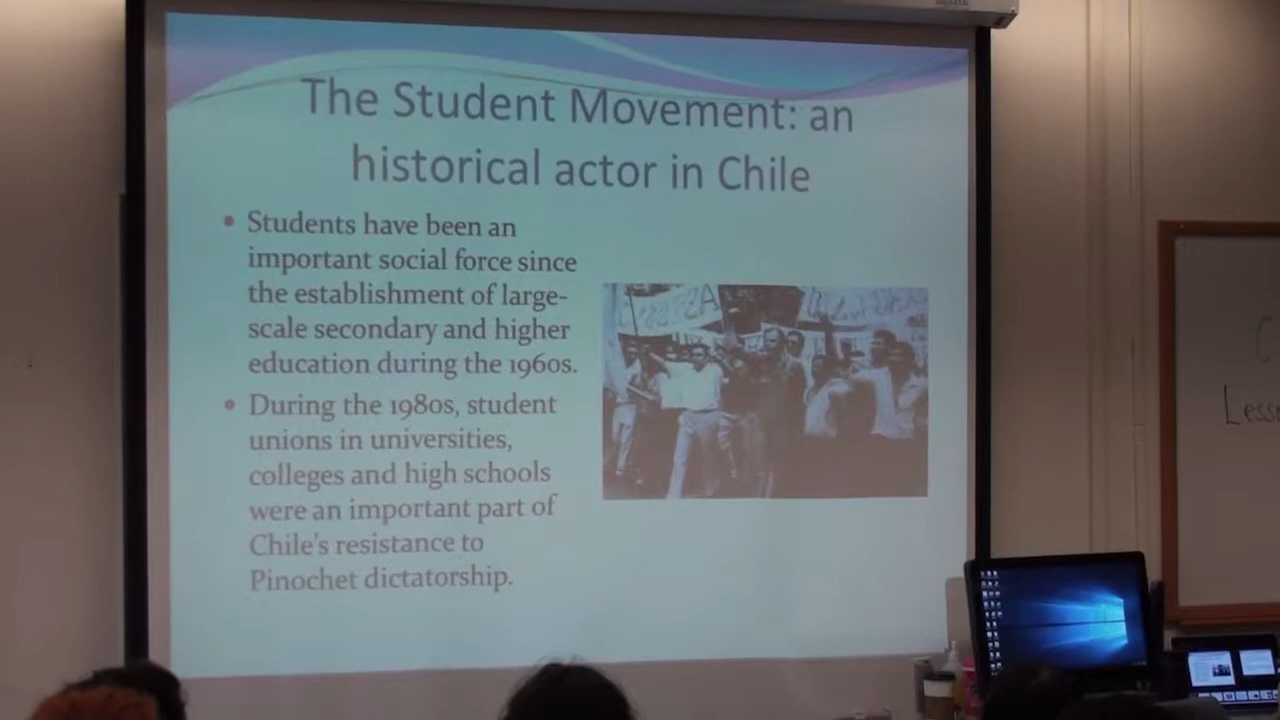 The Student Movement: an
historical actor in Chile
• Students have been an
important social force since
the establishment of large-
scale secondary and higher
education during the 1960s.
• During the 1980s, student
unions in universities,
colleges and high schools
were an important part of
Chile's resistance to
Pinochet dictatorship.